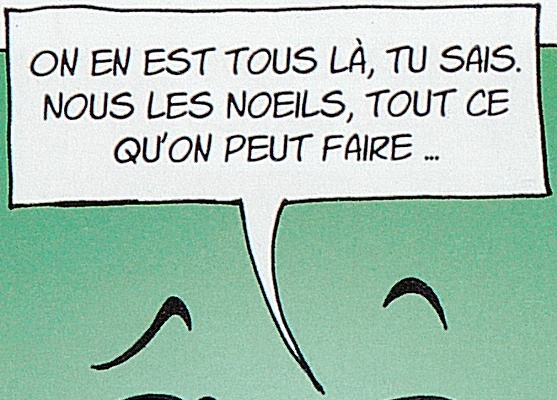 ON EN EST TOUS LÀ, TU SAIS.
NOUS LES NOEILS, TOUT CE
QU'ON PEUT FAIRE ...